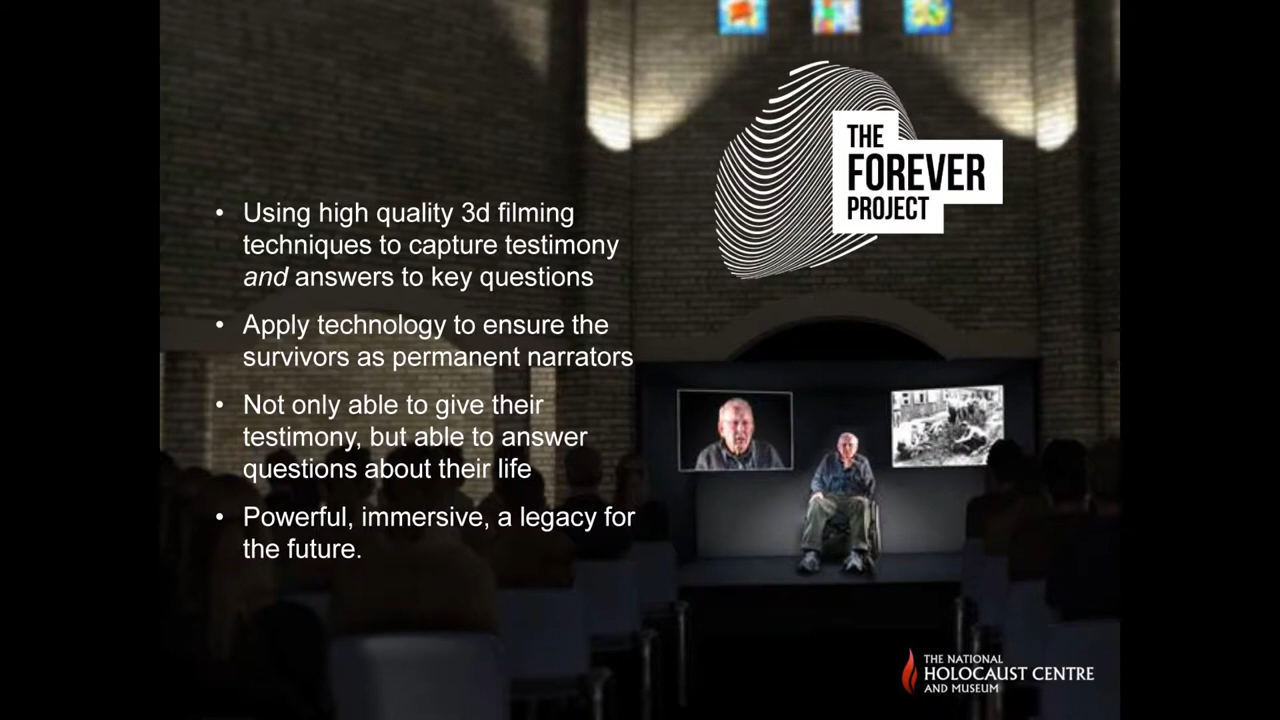 THE
FOREVER
PROJECT
• Using high quality 3d filming
techniques to capture testimony
and answers to key questions
• Apply technology to ensure the
survivors as permanent narrators
• Not only able to give their
testimony, but able to answer
questions about their life
• Powerful, immersive, a legacy for
the future.
THE NATIONAL
HOLOCAUST CENTRE
AND MUSEUM